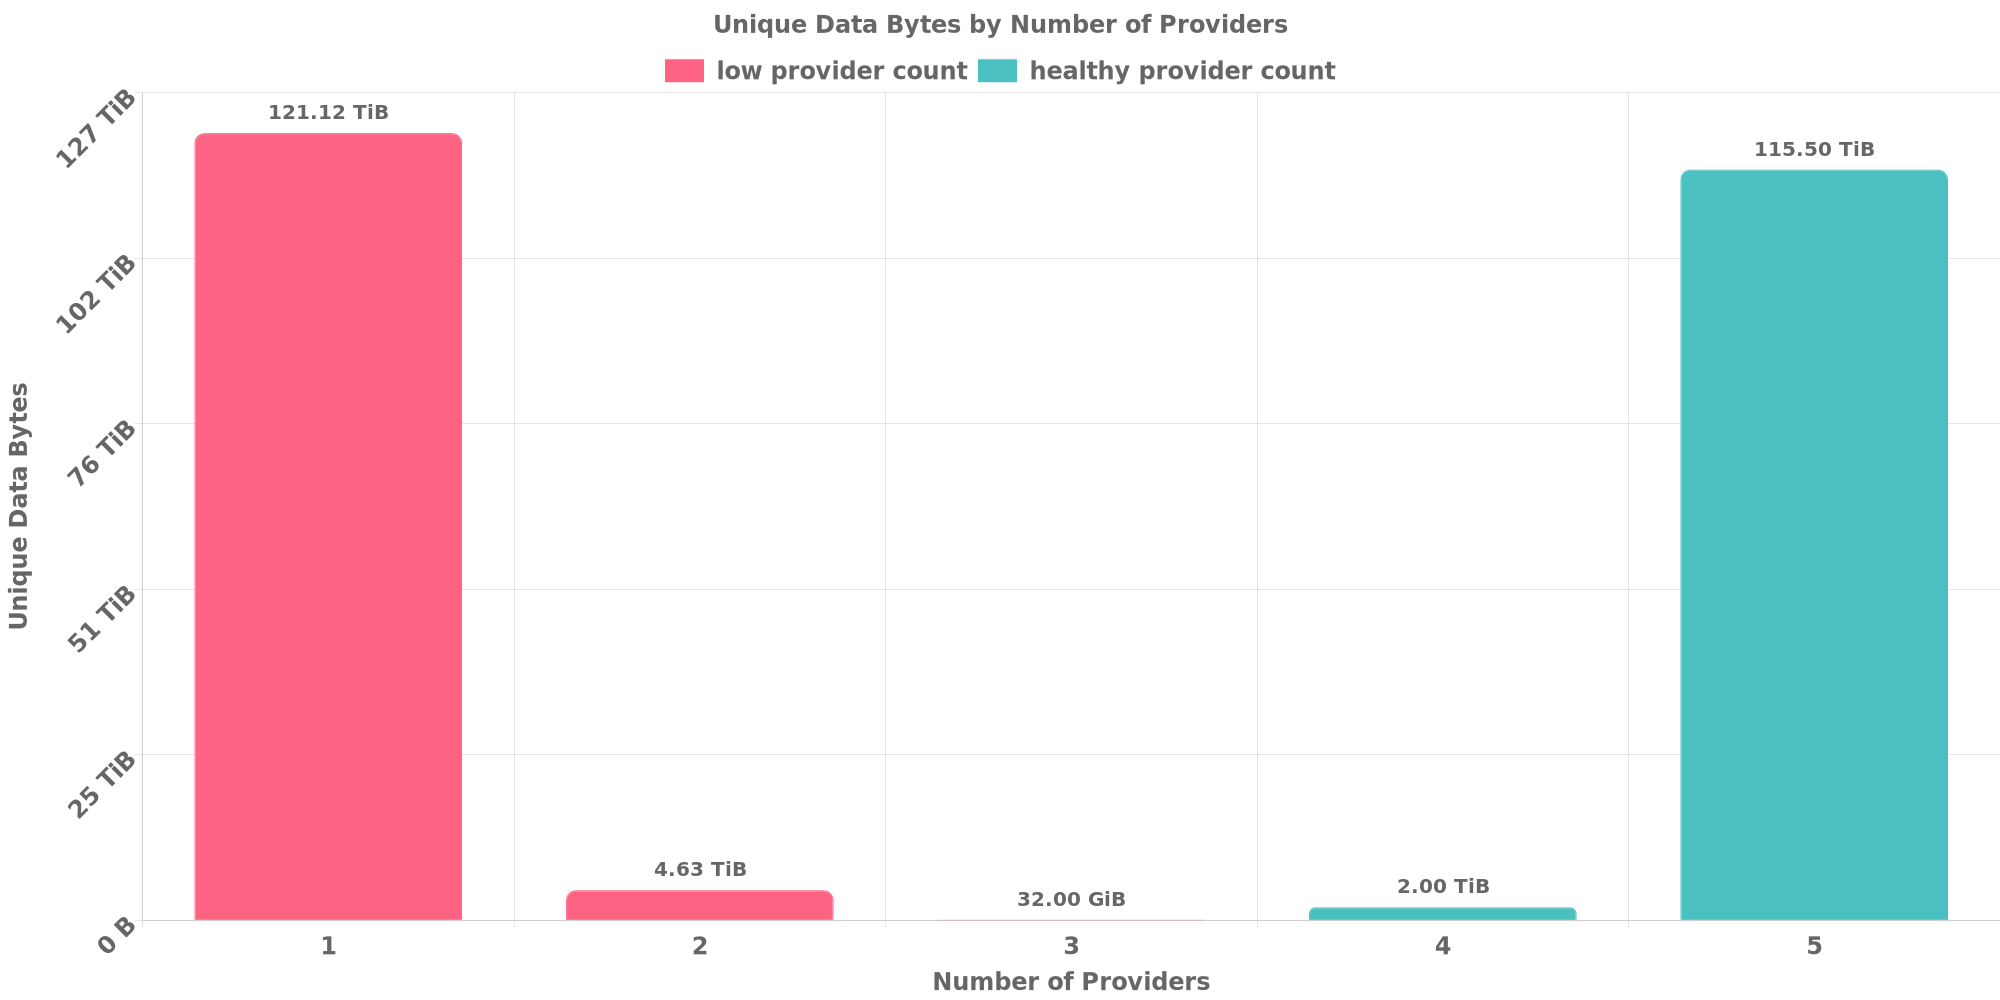 Unique Data Bytes by Number of Providers
low provider count healthy provider count
127 TiB
102 TiB
76 TiB
51 TiB
25 TiB
0 B
Unique Data Bytes
121.12 TiB
4.63 TiB
32.00 GiB
2.00 TiB
115.50 TiB
1 2 3 4 5
Number of Providers